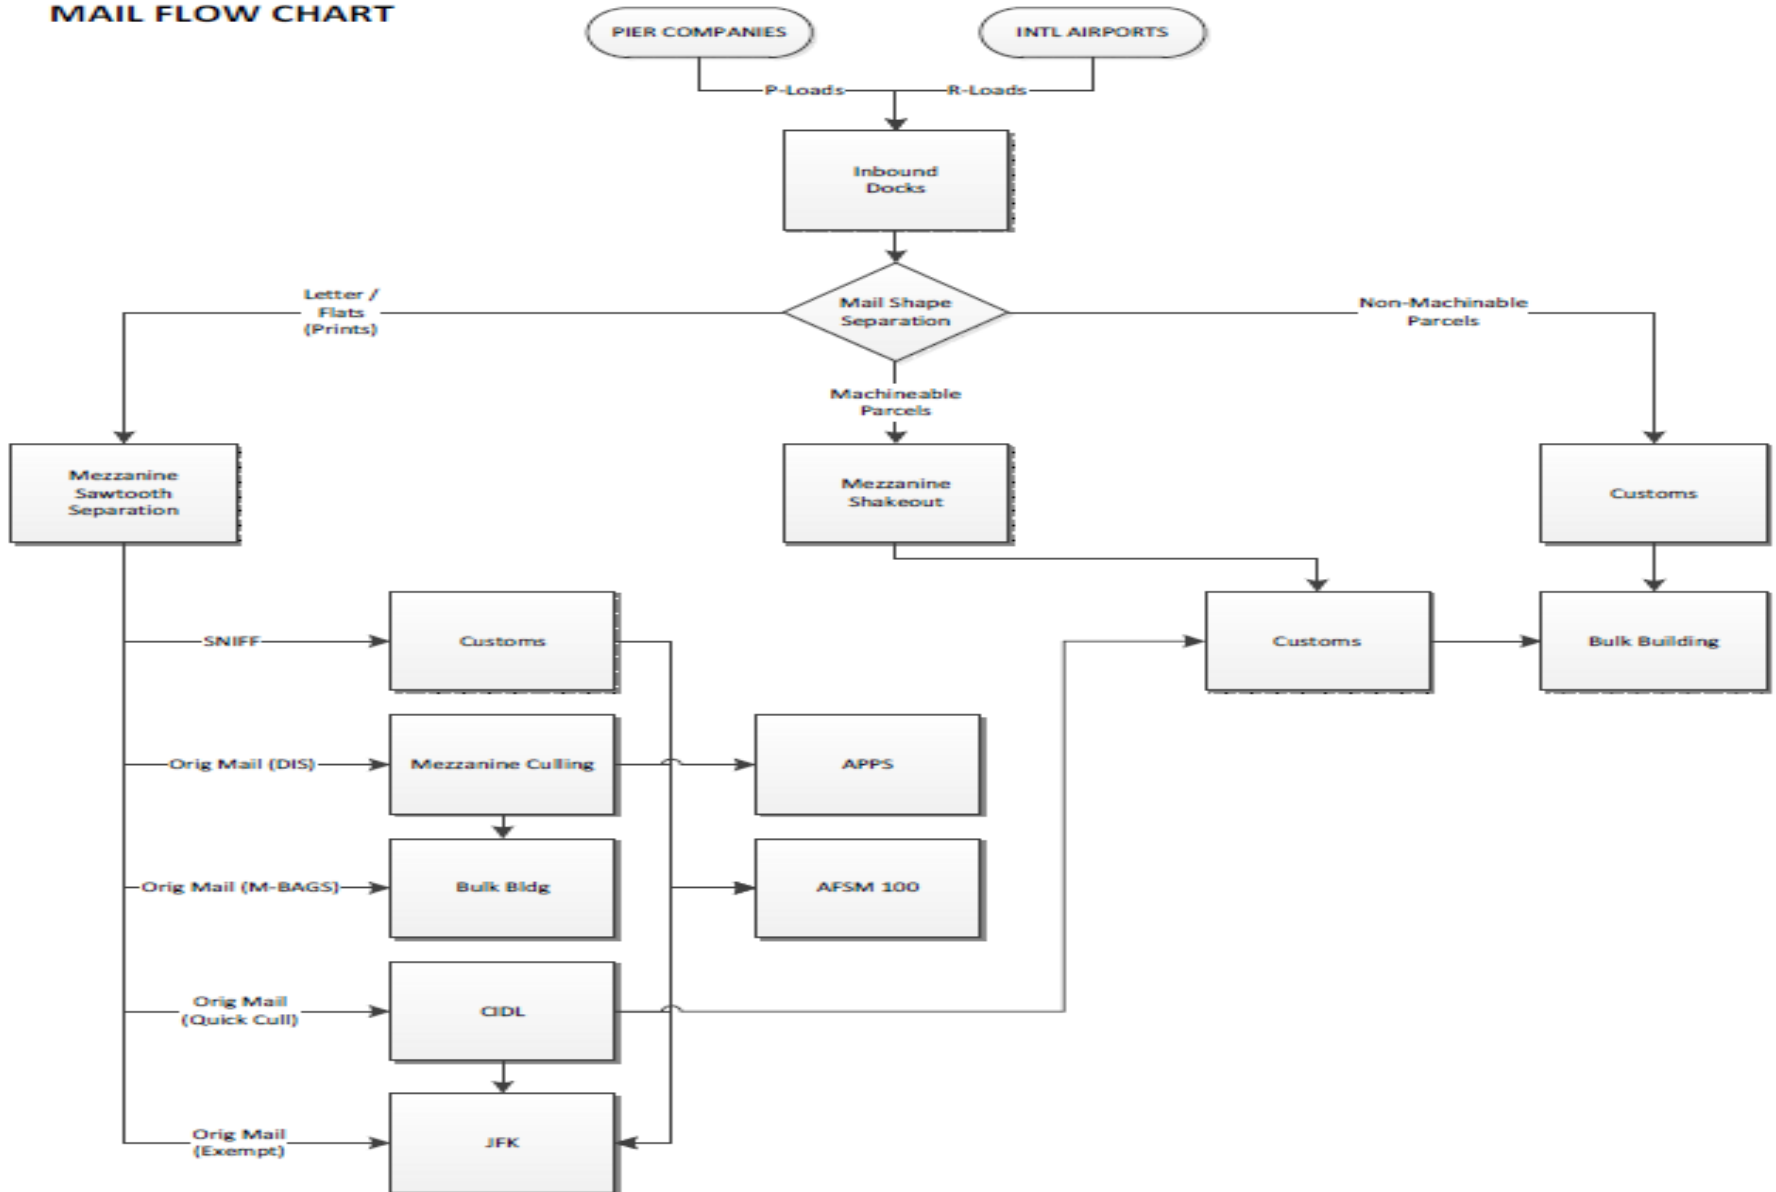 MAIL FLOW CHART
PIER COMPANIES
INTL AIRPORTS
P-Loads
R-Loads
Inbound
Docks
Mail Shape
Separation
Letter /
Flats
(Prints)
Non-Machinable
Parcels
Machineable
Parcels
Mezzanine
Sawtooth
Separation
Mezzanine
Shakeout
Customs
SNIFF
Customs
Customs
Bulk Building
Orig Mail (DIS)
Mezzanine Culling
APPS
Orig Mail (M-BAGS)
Bulk Bldg
AFSM 100
Orig Mail
(Quick Cull)
CIDL
Orig Mail
(Exempt)
JFK